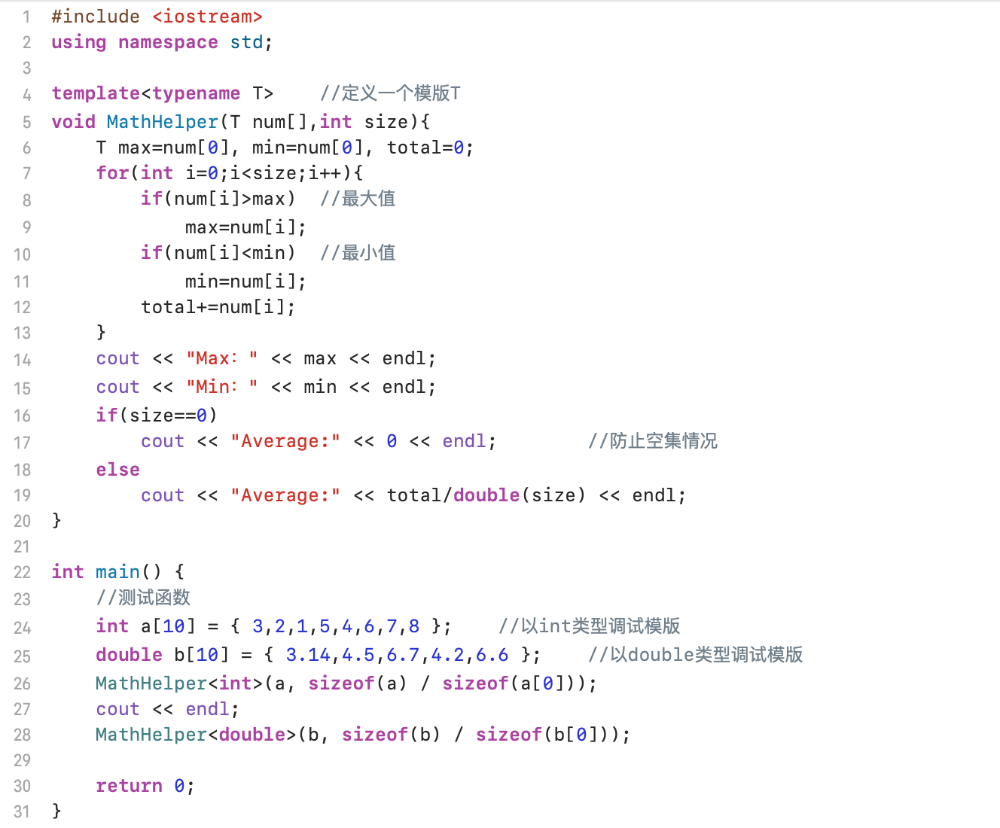 1 #include <iostream>
2 using namespace std;
3
4 template<typename T>    //定义一个模版T
5 void MathHelper(T num[],int size){
6     T max=num[0], min=num[0], total=0;
7     for(int i=0;i<size;i++){
8         if(num[i]>max)  //最大值
9             max=num[i];
10         if(num[i]<min)  //最小值
11             min=num[i];
12         total+=num[i];
13     }
14     cout << "Max：" << max << endl;
15     cout << "Min：" << min << endl;
16     if(size==0)
17         cout << "Average:" << 0 << endl;        //防止空集情况
18     else
19         cout << "Average:" << total/double(size) << endl;
20 }
21
22 int main() {
23     //测试函数
24     int a[10] = { 3,2,1,5,4,6,7,8 };    //以int类型调试模版
25     double b[10] = { 3.14,4.5,6.7,4.2,6.6 };    //以double类型调试模版
26     MathHelper<int>(a, sizeof(a) / sizeof(a[0]));
27     cout << endl;
28     MathHelper<double>(b, sizeof(b) / sizeof(b[0]));
29
30     return 0;
31 }